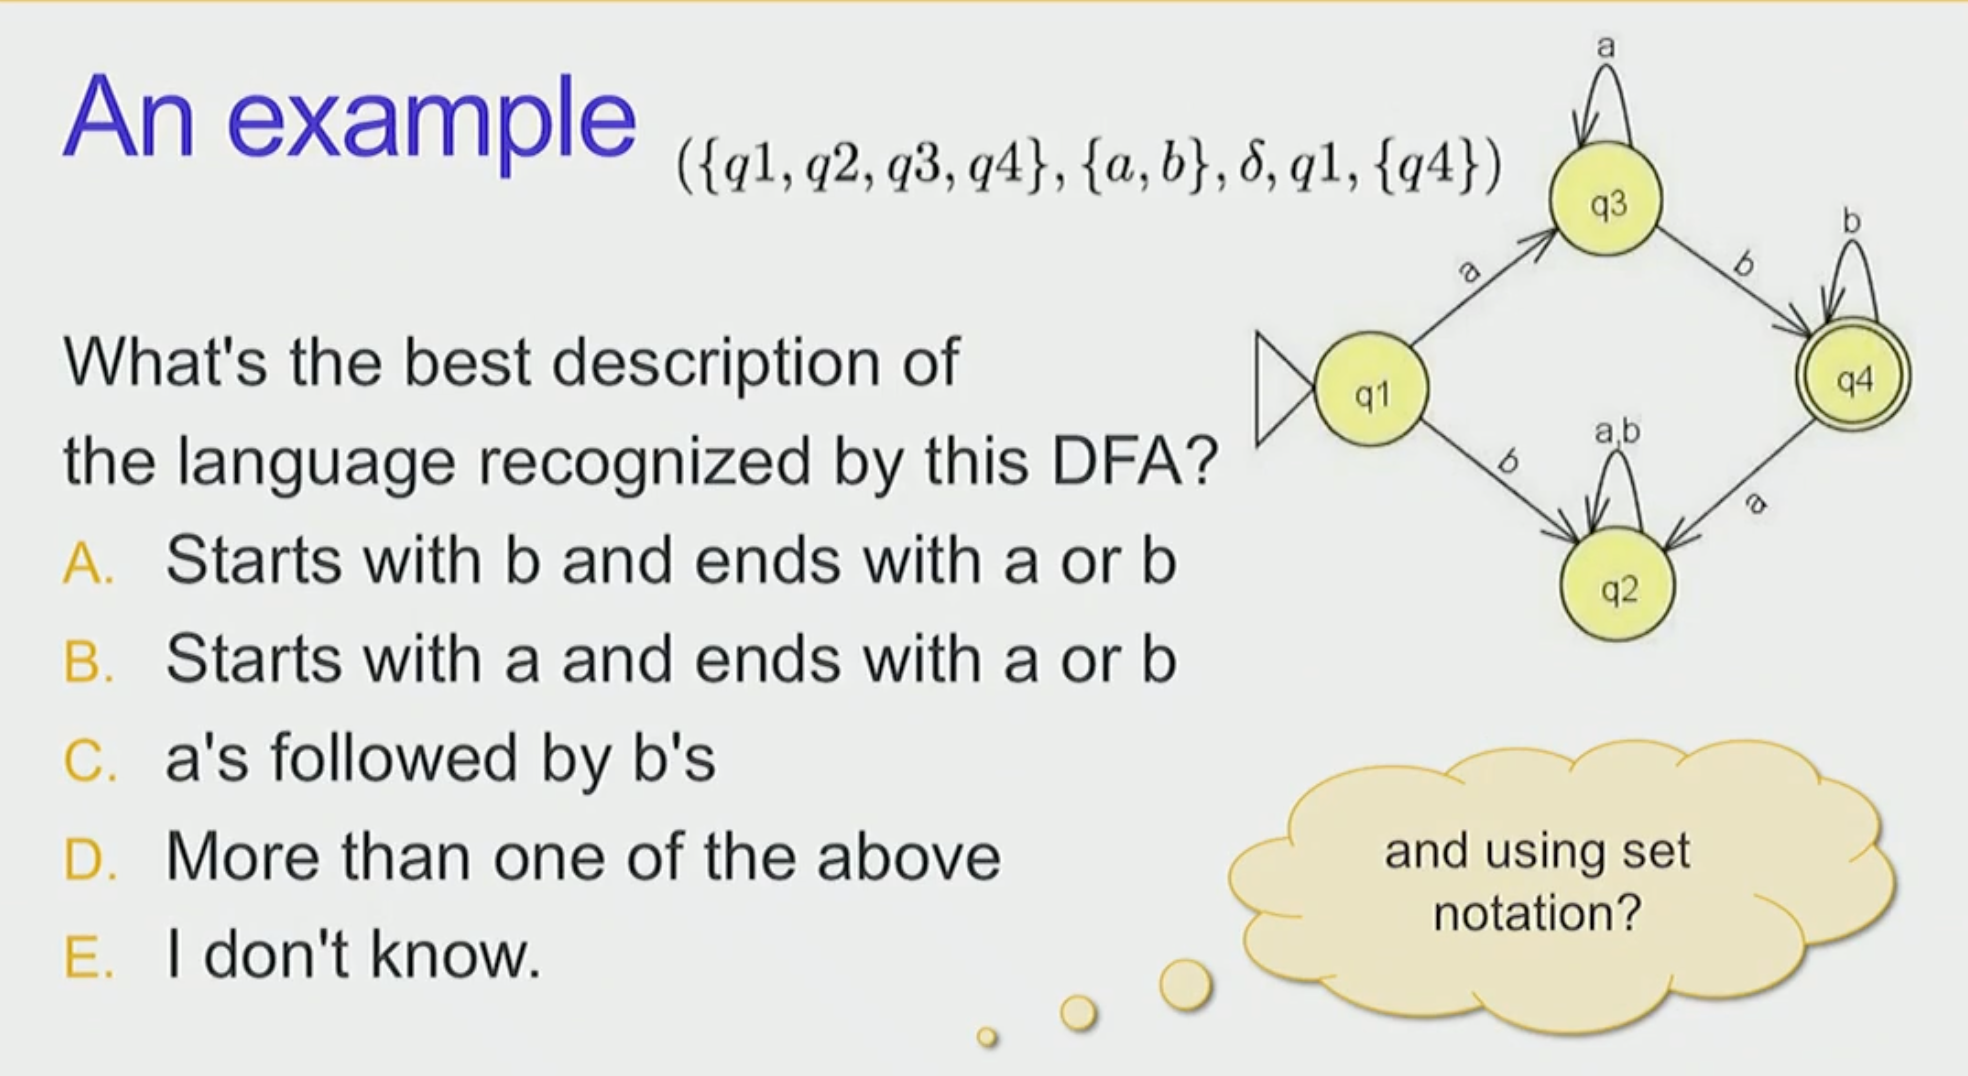 An example
({q1, q2, q3, q4}, {a, b}, δ, q1, {q4})
What's the best description of
the language recognized by this DFA?
A. Starts with b and ends with a or b
B. Starts with a and ends with a or b
C. a's followed by b's
D. More than one of the above
E. I don't know.
a
q3
b
a
b
q1
q4
a,b
b
a
q2
and using set
notation?